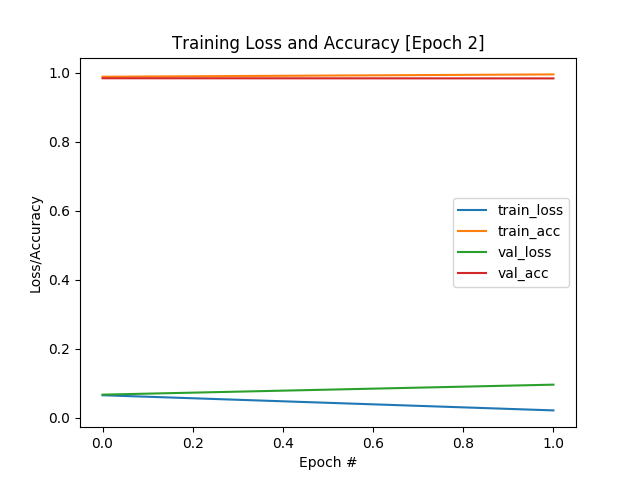 Training Loss and Accuracy [Epoch 2]
1.0
0.8
0.6
0.4
0.2
0.0
Loss/Accuracy
train_loss
train_acc
val_loss
val_acc
0.0 0.2 0.4 0.6 0.8 1.0
Epoch #